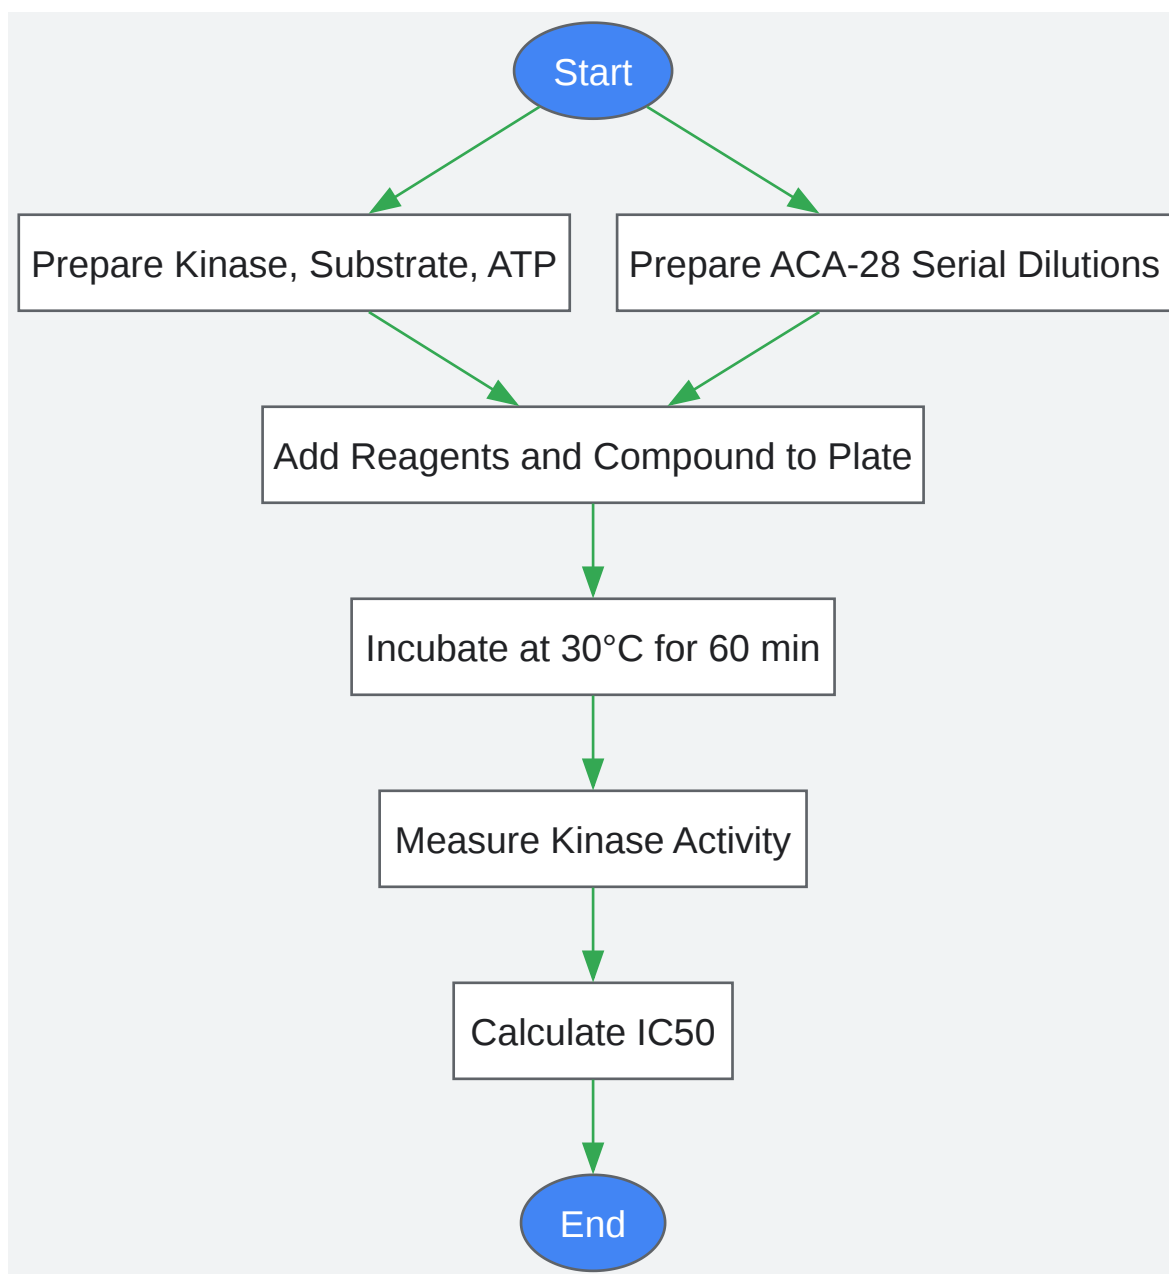 Start
Prepare Kinase, Substrate, ATP
Prepare ACA-28 Serial Dilutions
Add Reagents and Compound to Plate
Incubate at 30°C for 60 min
Measure Kinase Activity
Calculate IC50
End